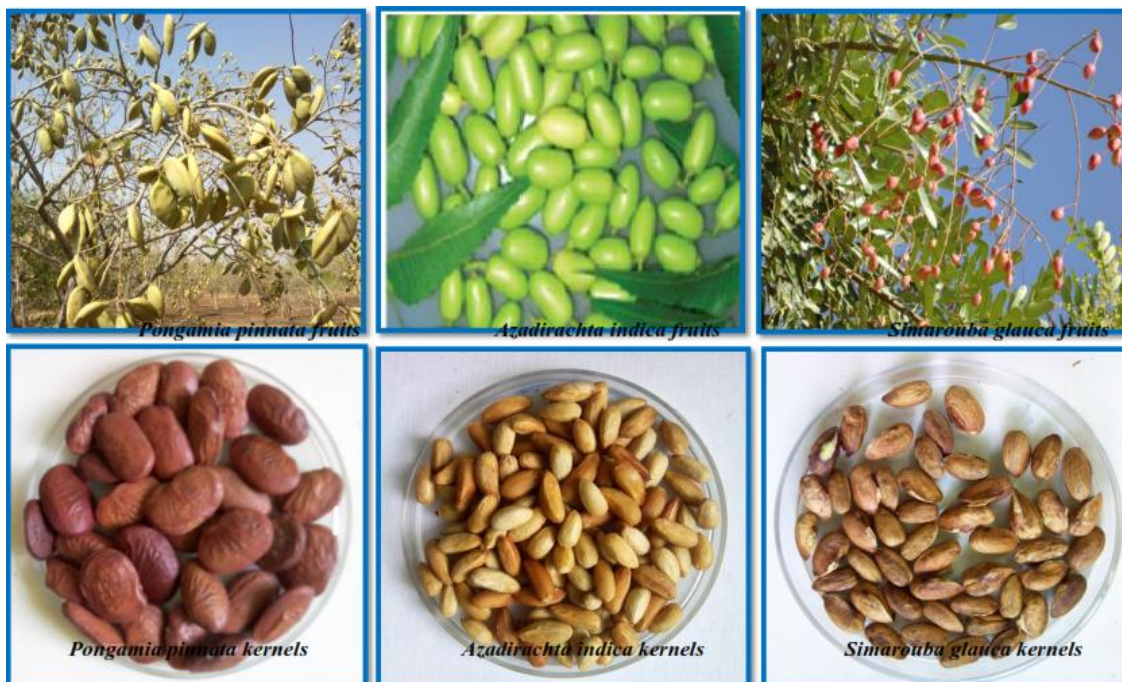 Pongamia pinnata fruits
Azadirachta indica fruits
Simarouba glauca fruits
Pongamia pinnata kernels
Azadirachta indica kernels
Simarouba glauca kernels